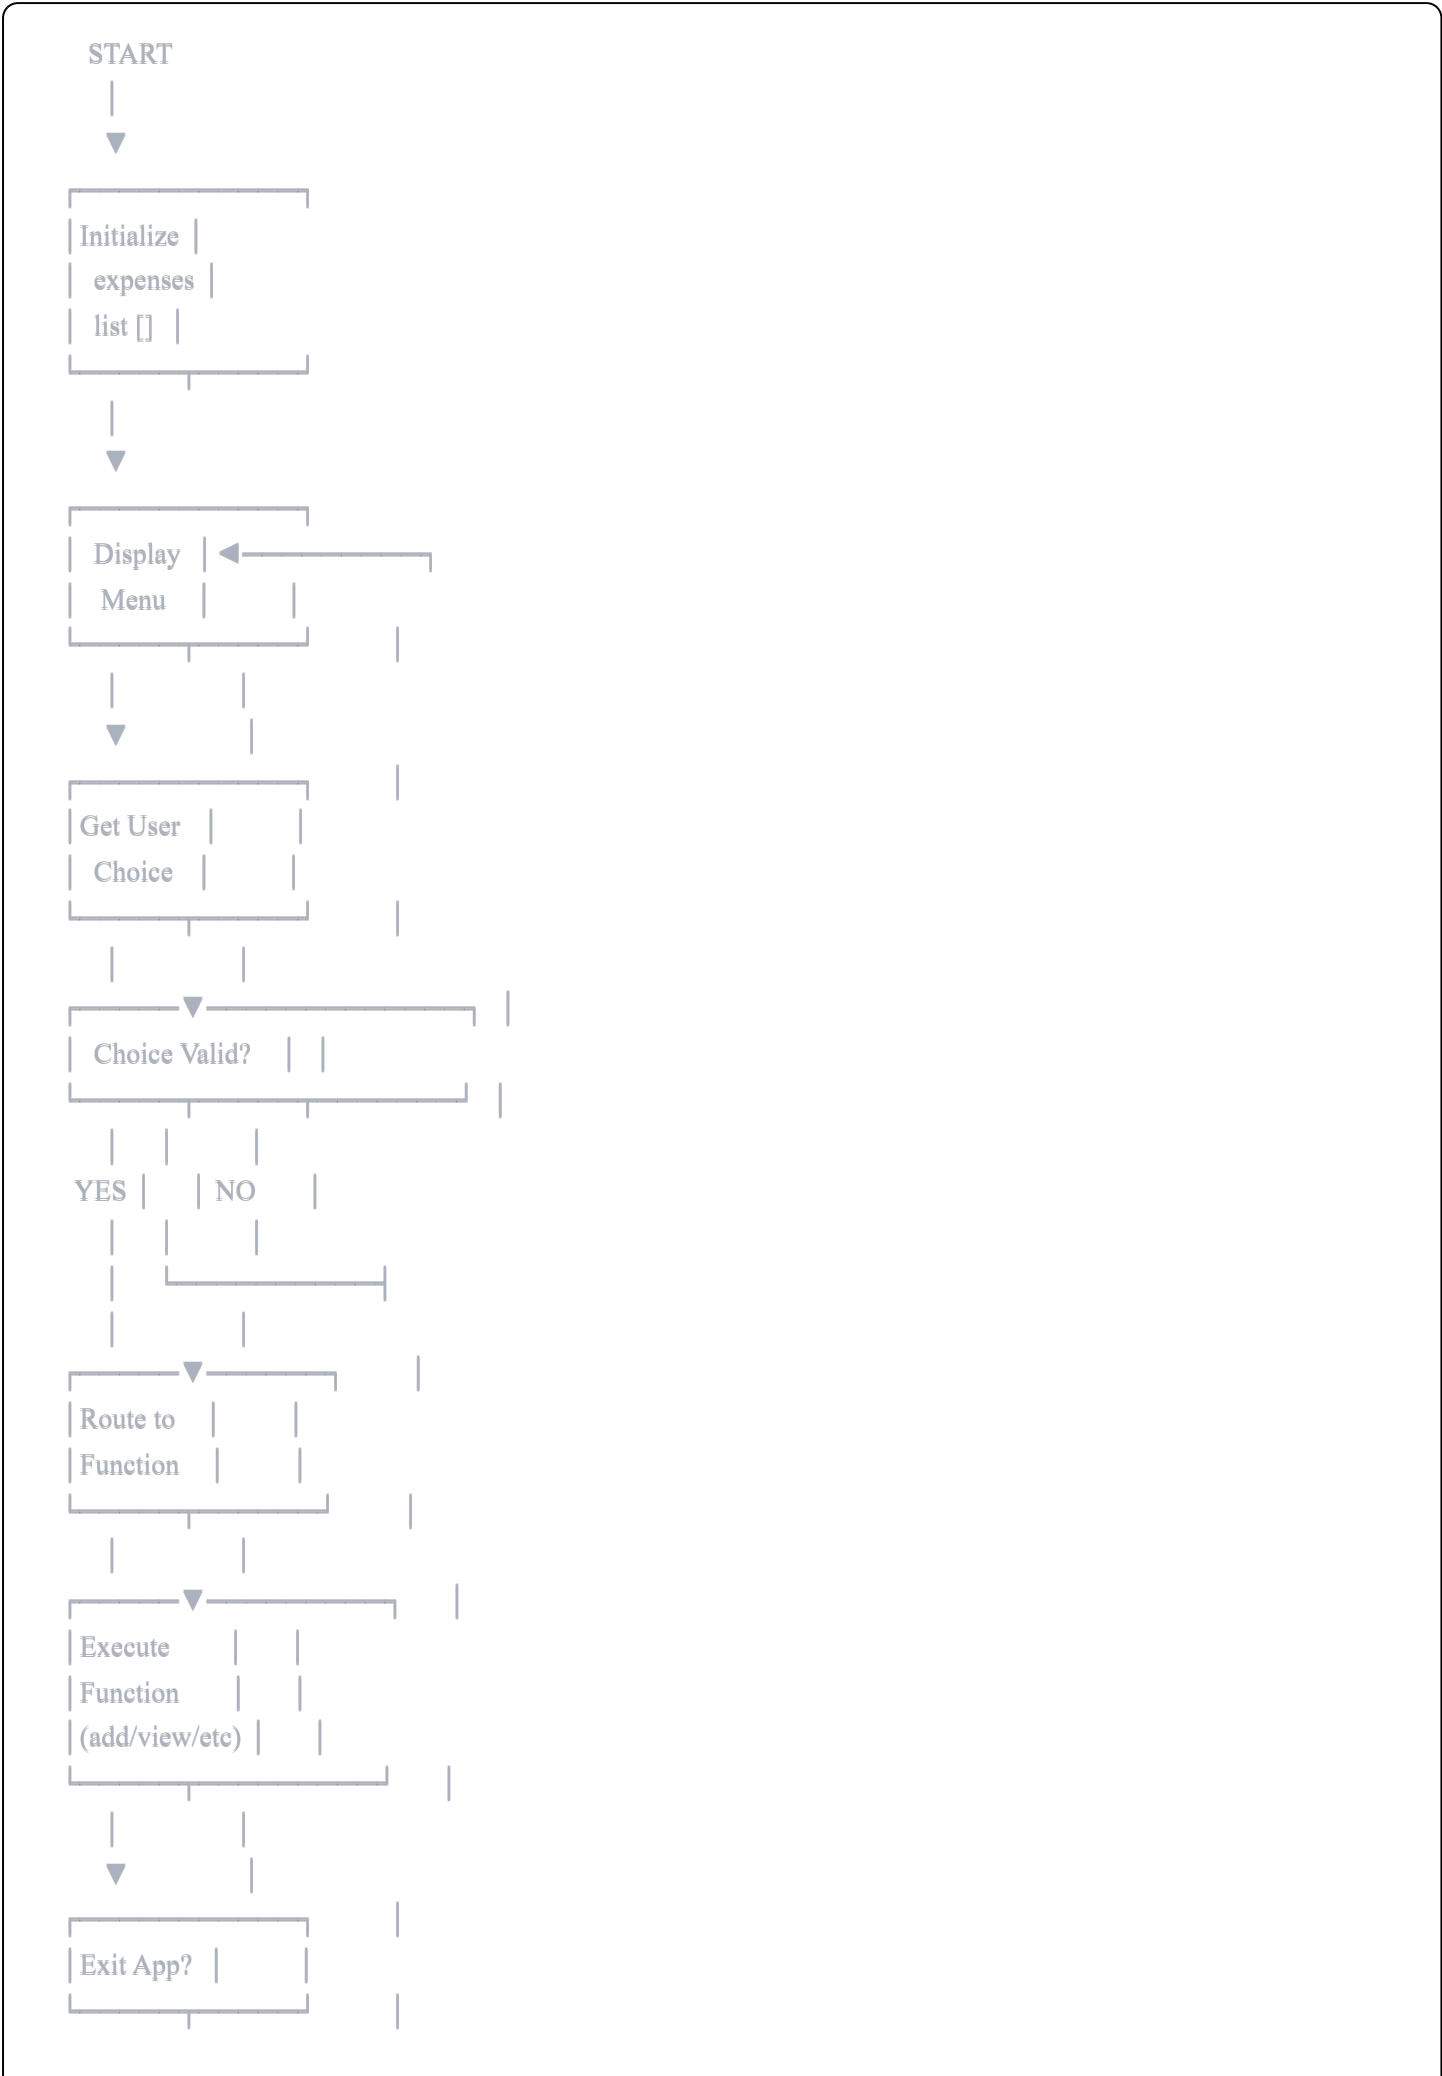 START
Initialize
expenses
list []
Display
Menu
Get User
Choice
Choice Valid?
YES NO
Route to
Function
Execute
Function
(add/view/etc)
Exit App?